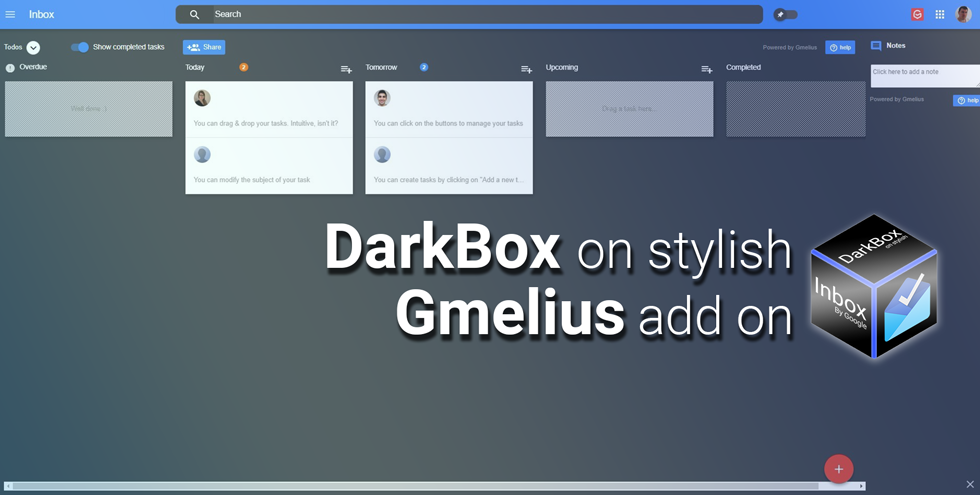 Inbox
Search
Todos
Show completed tasks
Share
Powered by Gmelius
help
Notes
Overdue
Today
2
Tomorrow
2
Upcoming
Completed
Click here to add a note
Powered by Gmelius
help
Well done :)
You can drag & drop your tasks. Intuitive, isn't it?
You can click on the buttons to manage your tasks
Drag a task here...
You can modify the subject of your task
You can create tasks by clicking on "Add a new t...
DarkBox on stylish
Gmelius add on
DarkBox
on stylish
Inbox
By Google